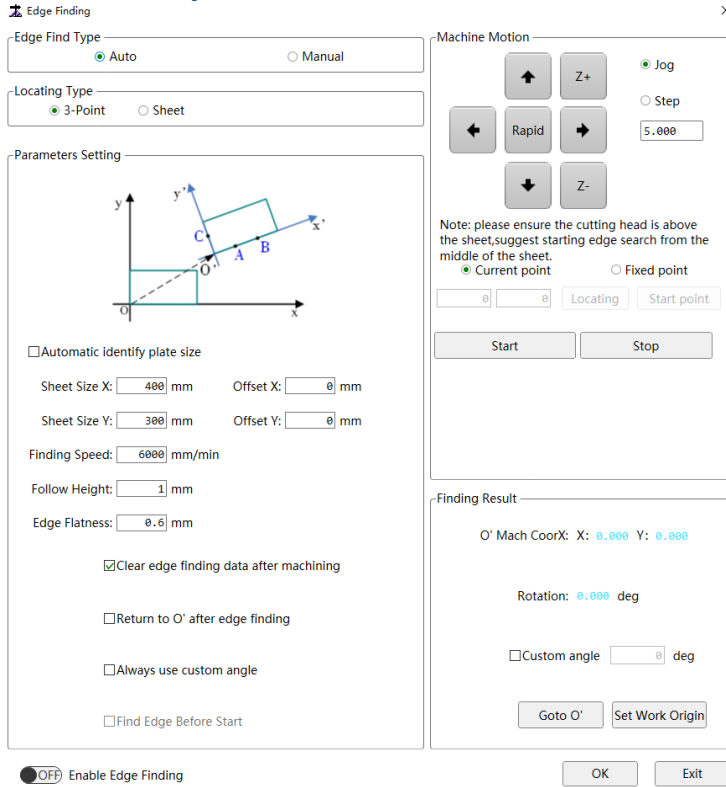 Edge Finding
Edge Find Type
Auto
Manual
Locating Type
3-Point
Sheet
Parameters Setting
y
y'
x'
C
A
B
O'
O
x
Automatic identify plate size
Sheet Size X: 400 mm Offset X: 0 mm
Sheet Size Y: 300 mm Offset Y: 0 mm
Finding Speed: 6000 mm/min
Follow Height: 1 mm
Edge Flatness: 0.6 mm
Clear edge finding data after machining
Return to O' after edge finding
Always use custom angle
Find Edge Before Start
OFF Enable Edge Finding
Machine Motion
Z+
Jog
Step
Rapid
5.000
Z-
Note: please ensure the cutting head is above
the sheet,suggest starting edge search from the
middle of the sheet.
Current point
Fixed point
0 0 Locating Start point
Start
Stop
Finding Result
O' Mach CoorX: X: 0.000 Y: 0.000
Rotation: 0.000 deg
Custom angle 0 deg
Goto O'
Set Work Origin
OK
Exit